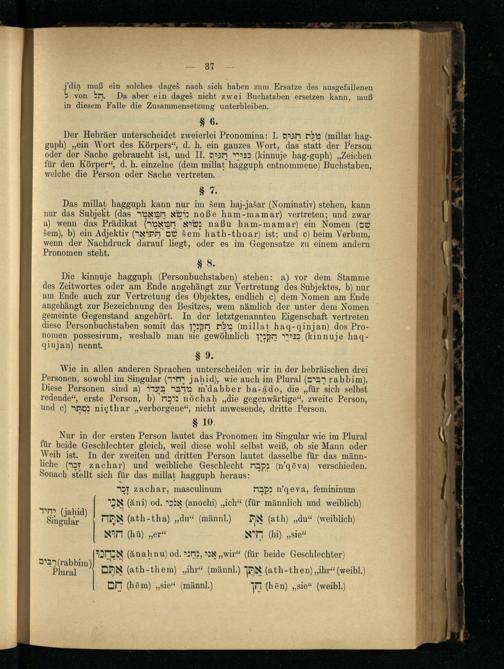 — 37 —
j'din muß ein solches dageš nach sich haben zum Ersatze des ausgefallenen
ל von תל. Da aber ein dageš nicht zwei Buchstaben ersetzen kann, muß
in diesem Falle die Zusammensetzung unterbleiben.
§ 6.
Der Hebräer unterscheidet zweierlei Pronomina: I. מִלַּת הַגּוּף (millat hag-
guph) „ein Wort des Körpers“, d. h. ein ganzes Wort, das statt der Person
oder der Sache gebraucht ist, und II. כִּנּוּיֵי הַגּוּף (kinnuje hag-guph) „Zeichen
für den Körper“, d. h. einzelne (dem millat hagguph entnommene) Buchstaben,
welche die Person oder Sache vertreten.
§ 7.
Das millat hagguph kann nur im šem haj-jašar (Nominativ) stehen, kann
nur das Subjekt (das נוֹשֵׂא הַמַּאֲמָר noße ham-mamar) vertreten; und zwar
a) wenn das Prädikat (נְשׂוּא הַמַּאֲמָר naßu ham-mamar) ein Nomen (שֵׁם
šem), b) ein Adjektiv (שֵׁם הַתּוֹאַר šem hath-thoar) ist; und c) beim Verbum,
wenn der Nachdruck darauf liegt, oder es im Gegensatze zu einem andern
Pronomen steht.
§ 8.
Die kinnuje hagguph (Personbuchstaben) stehen: a) vor dem Stamme
des Zeitwortes oder am Ende angehängt zur Vertretung des Subjektes, b) nur
am Ende auch zur Vertretung des Objektes, endlich c) dem Nomen am Ende
angehängt zur Bezeichnung des Besitzes, wem nämlich der unter dem Nomen
gemeinte Gegenstand angehört. In der letztgenannten Eigenschaft vertreten
diese Personbuchstaben somit das מִלַּת הַקִּנְיָן (millat haq-qinjan) des Pro-
nomen possesivum, weshalb man sie gewöhnlich כִּנּוּיֵי הַקִּנְיָן (kinnuje haq-
qinjan) nennt.
§ 9.
Wie in allen anderen Sprachen unterscheiden wir in der hebräischen drei
Personen, sowohl im Singular (יָחִיד jaḥid), wie auch im Plural (רַבִּים rabbim).
Diese Personen sind a) מְדַבֵּר בַּעֲדוֹ m'dabber ba-ădo, die „für sich selbst
redende“, erste Person, b) נוֹכֵחַ nöchaḥ „die gegenwärtige“, zweite Person,
und c) נִסְתָּר niçthar „verborgene“, nicht anwesende, dritte Person.
§ 10.
Nur in der ersten Person lautet das Pronomen im Singular wie im Plural
für beide Geschlechter gleich, weil diese wohl selbst weiß, ob sie Mann oder
Weib ist. In der zweiten und dritten Person lautet dasselbe für das männ-
liche (זָכָר zachar) und weibliche Geschlecht נְקֵבָה (n'qēva) verschieden.
Sonach stellt sich für das millat hagguph heraus:
זָכָר zachar, masculinum נְקֵבָה n'qeva, femininum
(יָחִיד (jaḥid) Singular
אֲנִי (ăni) od. אָנֹכִי (anochi) „ich“ (für männlich und weiblich)
אַתָּה (ath-tha) „du“ (männl.) אַתְּ (ath) „du“ (weiblich)
הוּא (hū) „er“ הִיא (hi) „sie“
רַבִּים (rabbim) Plural
אֲנַחְנוּ (ănaḥnu) od. אָנוּ, נַחְנוּ „wir“ (für beide Geschlechter)
אַתֶּם (ath-them) „ihr“ (männl.) אַתֶּן (ath-then) „ihr“ (weibl.)
הֵם (hēm) „sie“ (männl.) הֵן (hēn) „sie“ (weibl.)